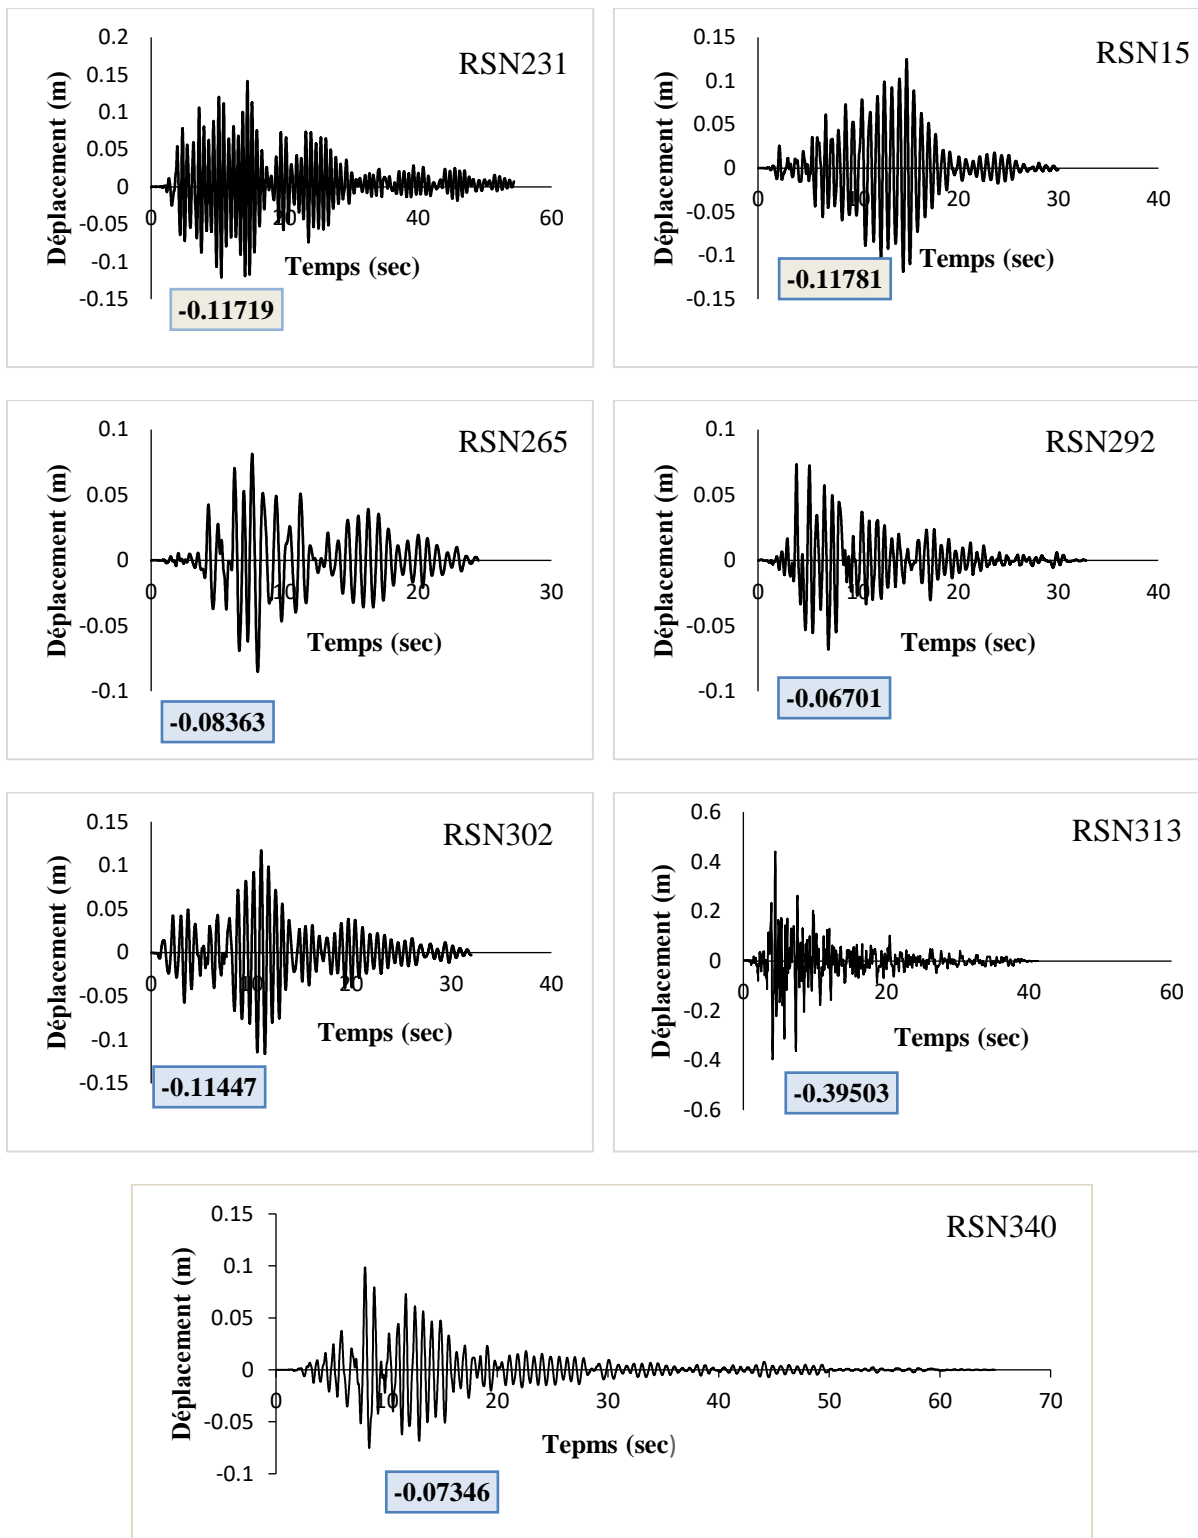 RSN231
Déplacement (m)
0.2
0.15
0.1
0.05
0
-0.05
-0.1
-0.15
0 20 40 60
Temps (sec)
-0.11719
RSN15
Déplacement (m)
0.15
0.1
0.05
0
-0.05
-0.1
-0.15
0 10 20 30 40
Temps (sec)
-0.11781
RSN265
Déplacement (m)
0.1
0.05
0
-0.05
-0.1
0 10 20 30
Temps (sec)
-0.08363
RSN292
Déplacement (m)
0.1
0.05
0
-0.05
-0.1
0 10 20 30 40
Temps (sec)
-0.06701
RSN302
Déplacement (m)
0.15
0.1
0.05
0
-0.05
-0.1
-0.15
0 10 20 30 40
Temps (sec)
-0.11447
RSN313
Déplacement (m)
0.6
0.4
0.2
0
-0.2
-0.4
-0.6
0 20 40 60
Temps (sec)
-0.39503
RSN340
Déplacement (m)
0.15
0.1
0.05
0
-0.05
-0.1
0 10 20 30 40 50 60 70
Tepms (sec)
-0.07346